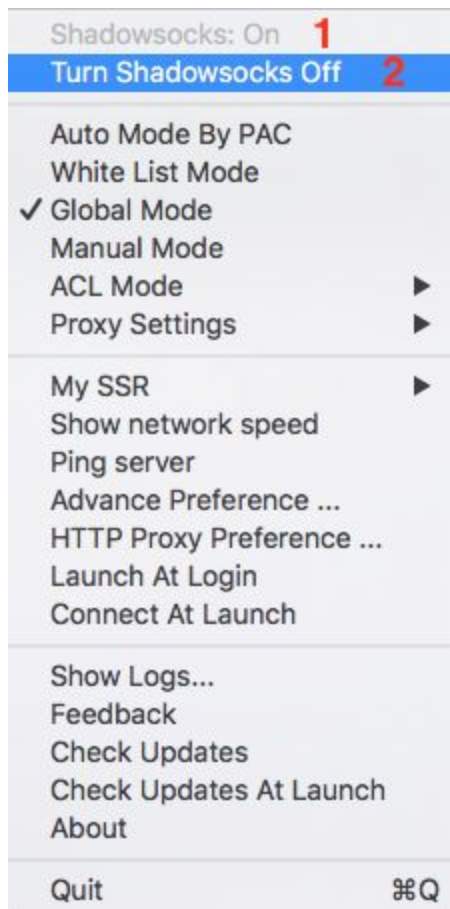 Shadowsocks: On 1
Turn Shadowsocks Off 2
Auto Mode By PAC
White List Mode
✓ Global Mode
Manual Mode
ACL Mode ▶
Proxy Settings ▶
My SSR ▶
Show network speed
Ping server
Advance Preference ...
HTTP Proxy Preference ...
Launch At Login
Connect At Launch
Show Logs...
Feedback
Check Updates
Check Updates At Launch
About
Quit ⌘Q